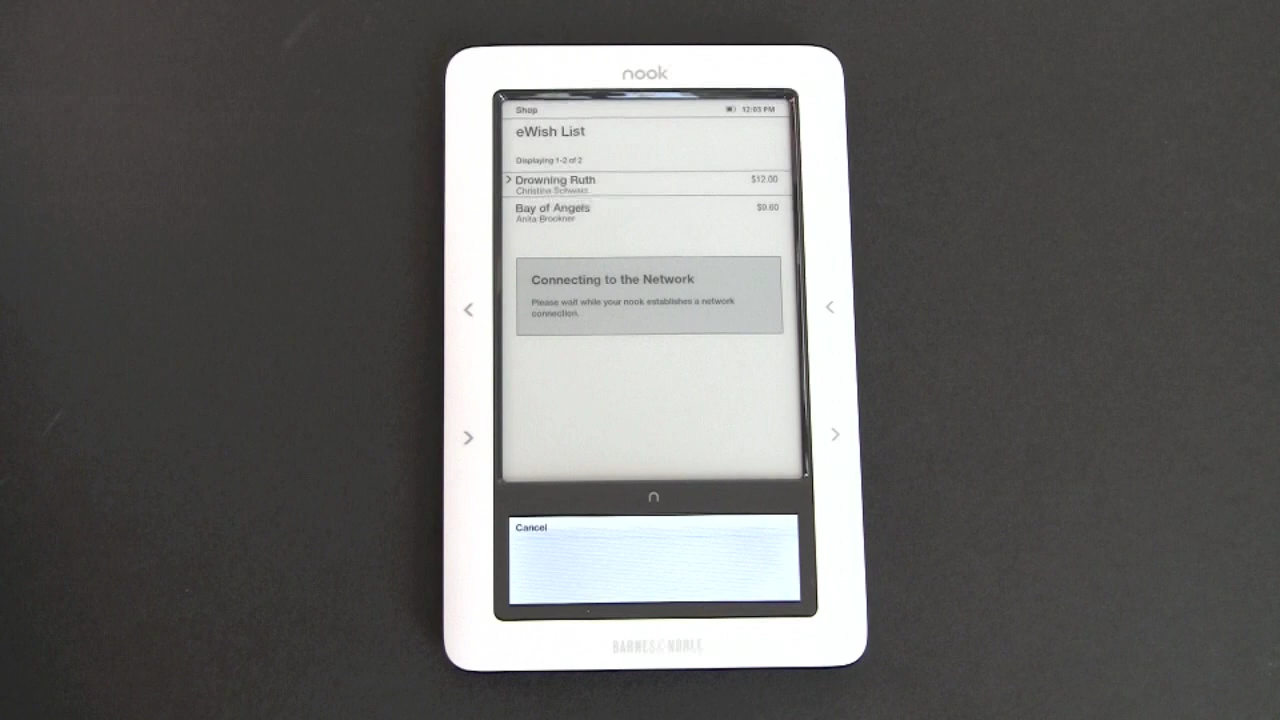 nook
Shop 12:03 PM
eWish List
Displaying 1-2 of 2
Drowning Ruth $12.00
Christina Schwarz
Bay of Angels $9.60
Anita Brookner
Connecting to the Network
Please wait while your nook establishes a network
connection.
n
Cancel
BARNES & NOBLE